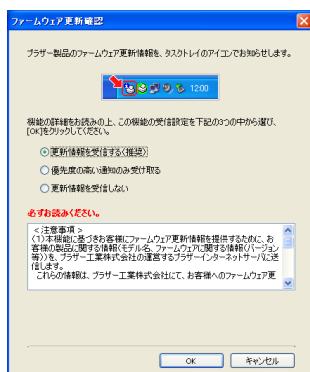 ファームウェア更新確認
ブラザー製品のファームウェア更新情報を、タスクトレイのアイコンでお知らせします。
12:00
機能の詳細をお読みの上、この機能の受信設定を下記の3つの中から選び、
[OK]をクリックしてください。
更新情報を受信する(推奨)
優先度の高い通知のみ受け取る
更新情報を受信しない
必ずお読みください。
<注意事項>
(1)本機能に基づきお客様にファームウェア更新情報を提供するために、お
客様の製品に関する情報(モデル名、ファームウェアに関する情報(バージョン
等))を、ブラザー工業株式会社の運営するブラザーインターネットサーバに送
信します。
これらの情報は、ブラザー工業株式会社にて、お客様へのファームウェア更
OK
キャンセル